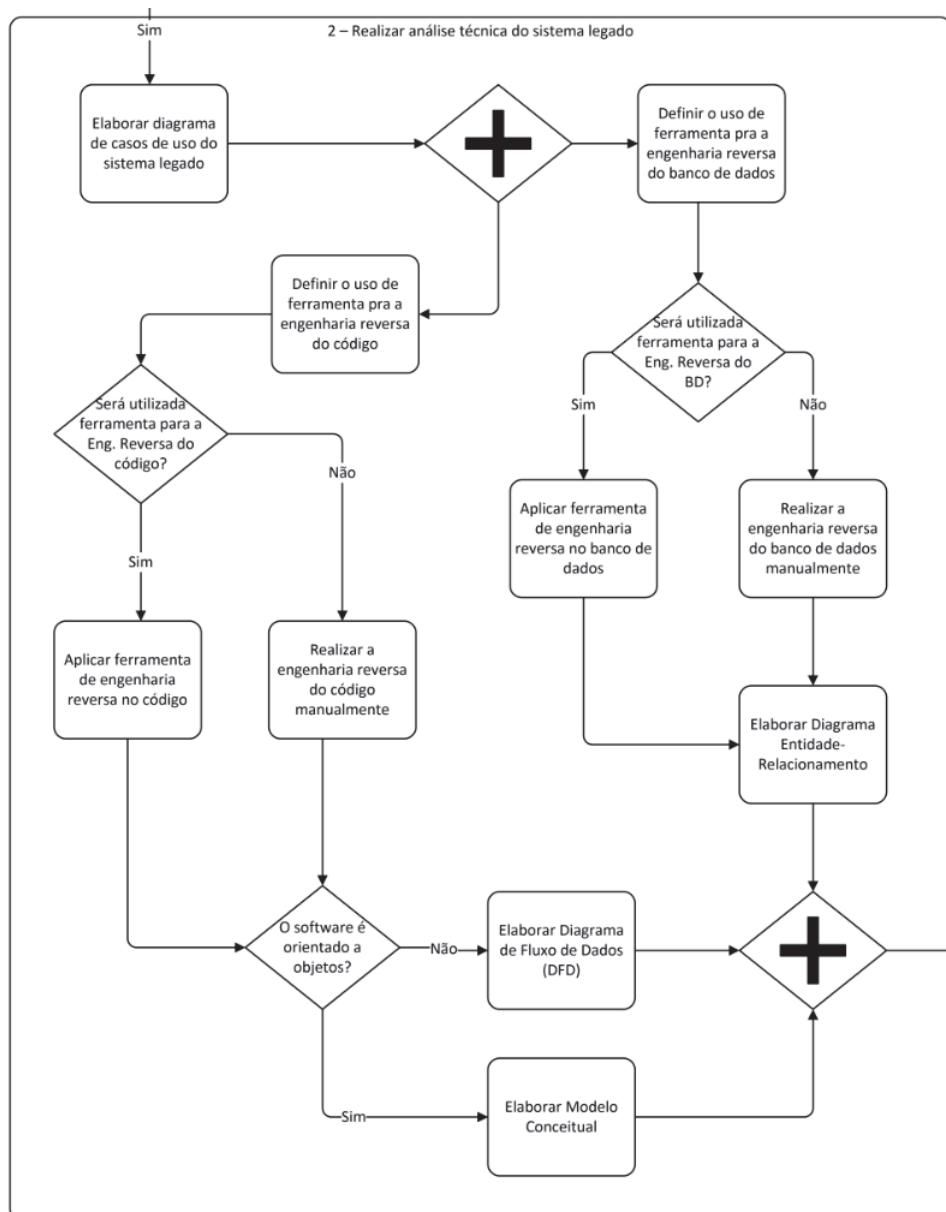 Sim
2 – Realizar análise técnica do sistema legado
Elaborar diagrama
de casos de uso do
sistema legado
Definir o uso de
ferramenta pra a
engenharia reversa
do banco de dados
Definir o uso de
ferramenta pra a
engenharia reversa
do código
Será utilizada
ferramenta para a
Eng. Reversa do
BD?
Sim
Não
Será utilizada
ferramenta para a
Eng. Reversa do
código?
Não
Sim
Aplicar ferramenta
de engenharia
reversa no banco de
dados
Realizar a
engenharia reversa
do banco de dados
manualmente
Aplicar ferramenta
de engenharia
reversa no código
Realizar a
engenharia reversa
do código
manualmente
Elaborar Diagrama
Entidade-
Relacionamento
O software é
orientado a
objetos?
Não
Elaborar Diagrama
de Fluxo de Dados
(DFD)
Sim
Elaborar Modelo
Conceitual